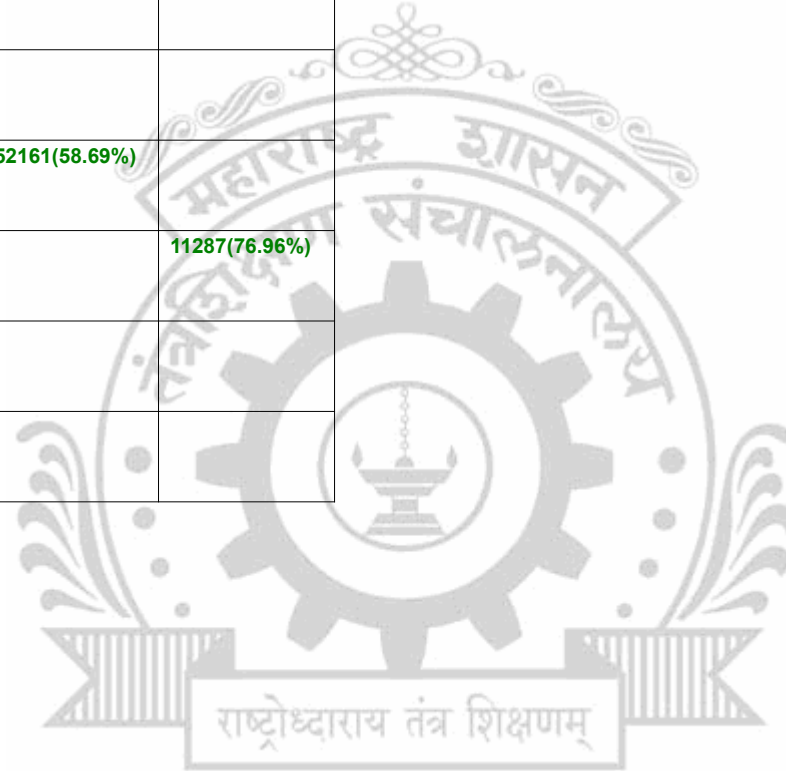 महाराष्ट्र शासन
52161(58.69%)
तंत्रशिक्षण संचालनालय
11287(76.96%)
राष्ट्रोध्दाराय तंत्र शिक्षणम्